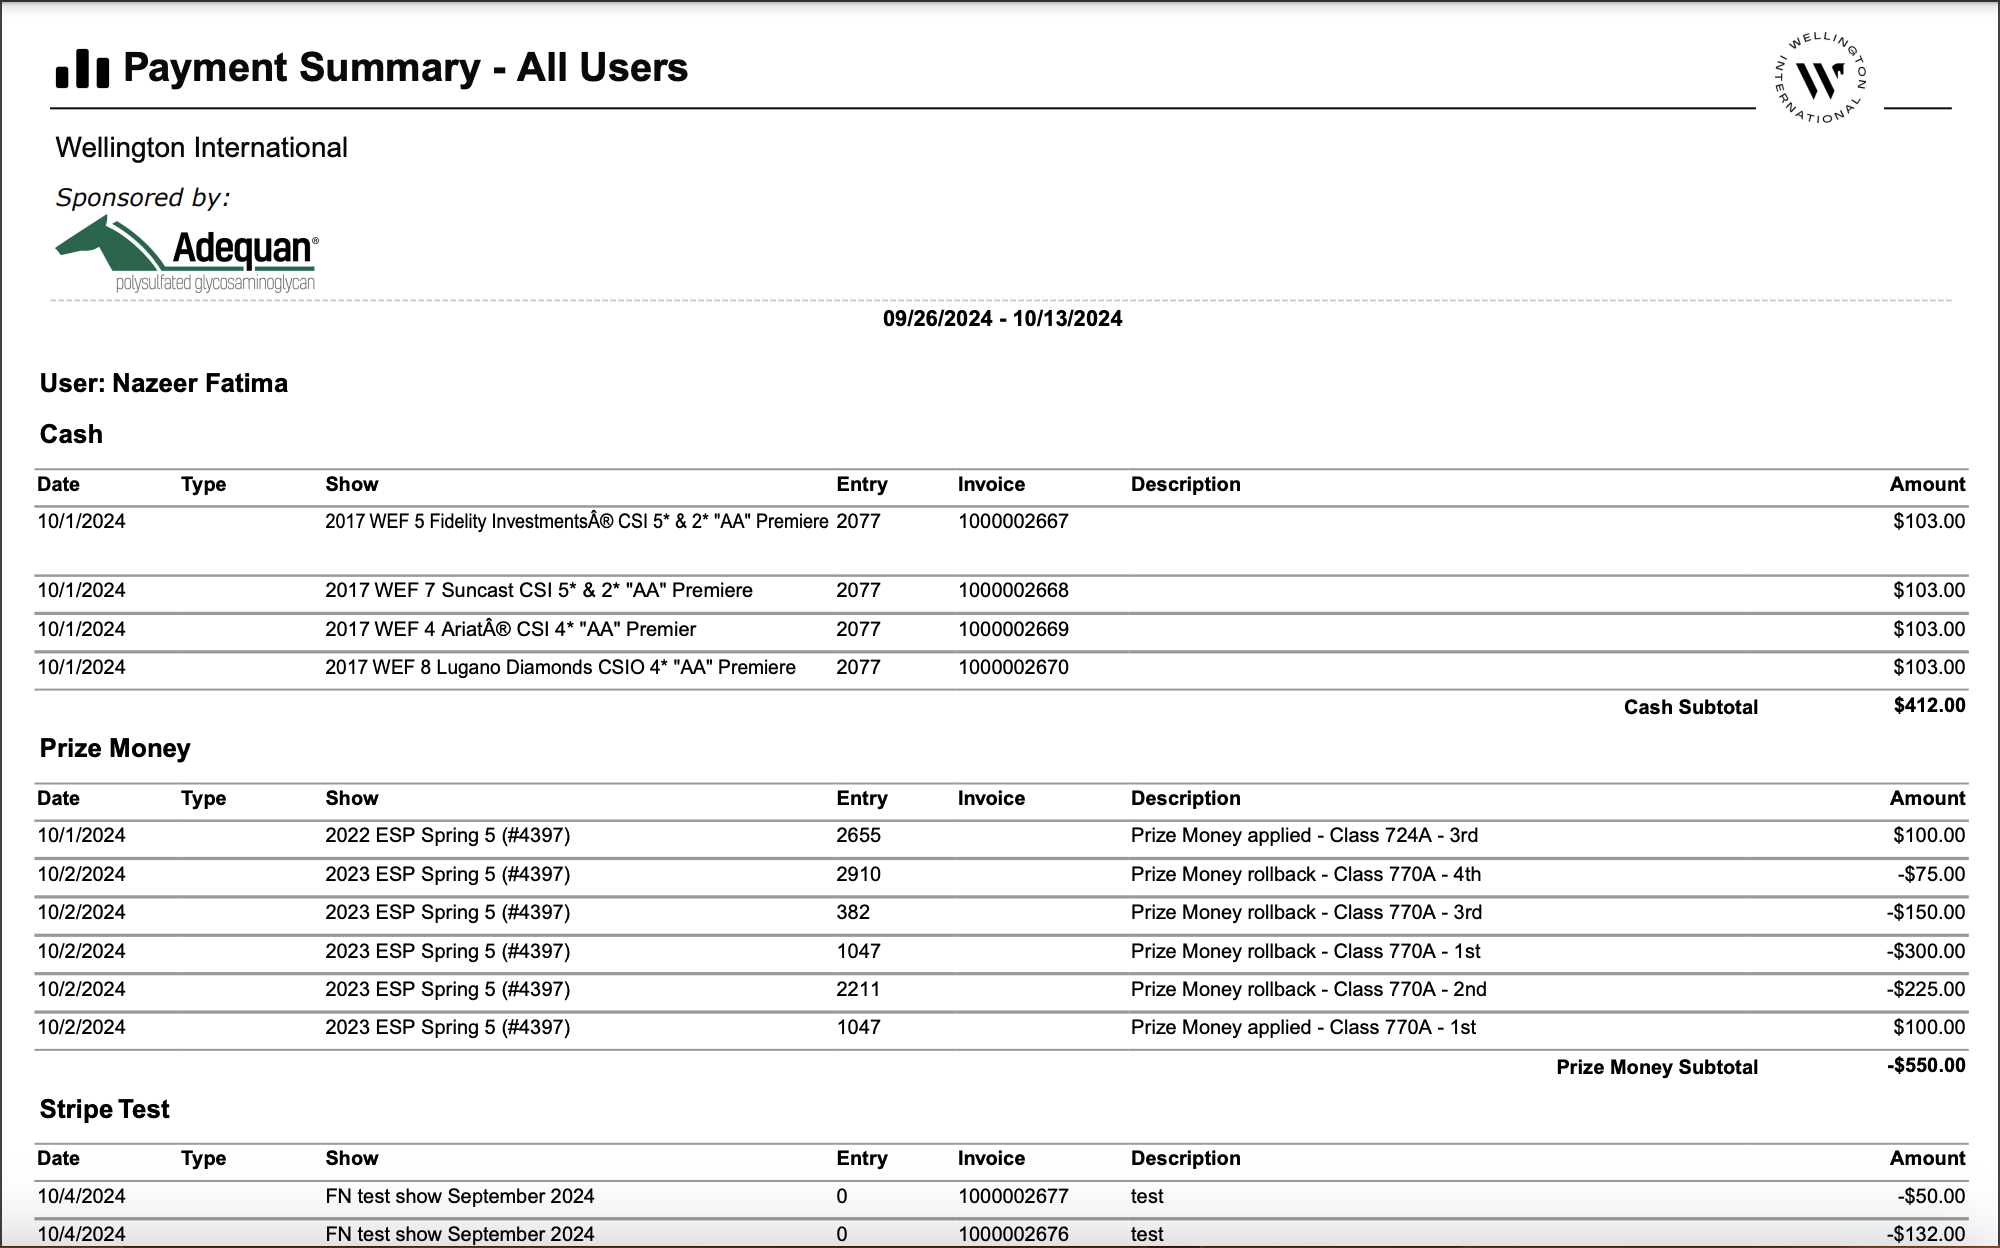 Payment Summary - All Users
WELLINGTON INTERNATIONAL
W
Wellington International
Sponsored by:
Adequan®
polysulfated glycosaminoglycan
09/26/2024 - 10/13/2024
User: Nazeer Fatima
Cash
Date Type Show Entry Invoice Description Amount
10/1/2024 2017 WEF 5 Fidelity InvestmentsÂ® CSI 5* & 2* "AA" Premiere 2077 1000002667 $103.00
10/1/2024 2017 WEF 7 Suncast CSI 5* & 2* "AA" Premiere 2077 1000002668 $103.00
10/1/2024 2017 WEF 4 AriatÂ® CSI 4* "AA" Premier 2077 1000002669 $103.00
10/1/2024 2017 WEF 8 Lugano Diamonds CSIO 4* "AA" Premiere 2077 1000002670 $103.00
Cash Subtotal $412.00
Prize Money
Date Type Show Entry Invoice Description Amount
10/1/2024 2022 ESP Spring 5 (#4397) 2655 Prize Money applied - Class 724A - 3rd $100.00
10/2/2024 2023 ESP Spring 5 (#4397) 2910 Prize Money rollback - Class 770A - 4th -$75.00
10/2/2024 2023 ESP Spring 5 (#4397) 382 Prize Money rollback - Class 770A - 3rd -$150.00
10/2/2024 2023 ESP Spring 5 (#4397) 1047 Prize Money rollback - Class 770A - 1st -$300.00
10/2/2024 2023 ESP Spring 5 (#4397) 2211 Prize Money rollback - Class 770A - 2nd -$225.00
10/2/2024 2023 ESP Spring 5 (#4397) 1047 Prize Money applied - Class 770A - 1st $100.00
Prize Money Subtotal -$550.00
Stripe Test
Date Type Show Entry Invoice Description Amount
10/4/2024 FN test show September 2024 0 1000002677 test -$50.00
10/4/2024 FN test show September 2024 0 1000002676 test -$132.00